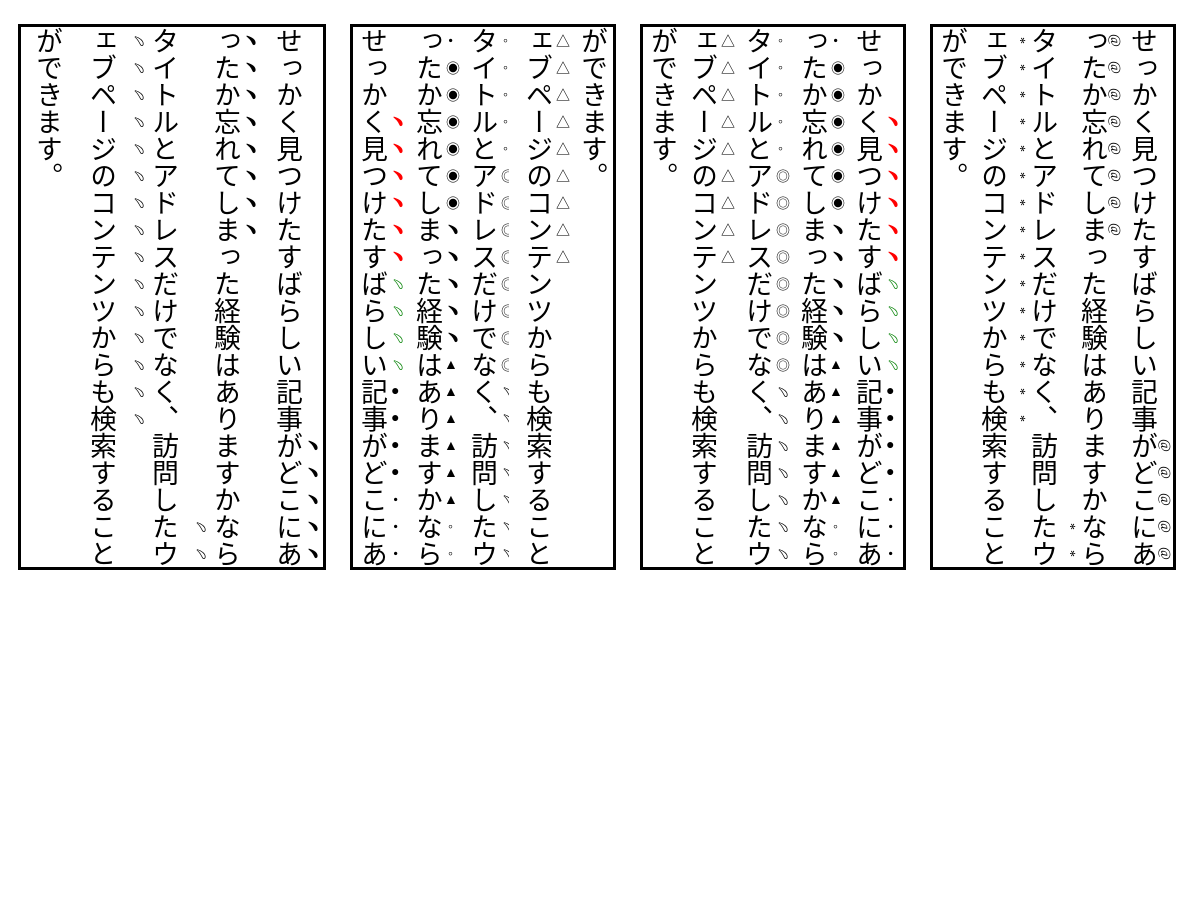 せっかく見つけたすばらしい記事がどこにあ
ったか忘れてしまった経験はありますかなら
タイトルとアドレスだけでなく、訪問したウ
ェブページのコンテンツからも検索すること
ができます。
せっかく見つけたすばらしい記事がどこにあ
ったか忘れてしまった経験はありますかなら
タイトルとアドレスだけでなく、訪問したウ
ェブページのコンテンツからも検索すること
ができます。
せっかく見つけたすばらしい記事がどこにあ
ったか忘れてしまった経験はありますかなら
タイトルとアドレスだけでなく、訪問したウ
ェブページのコンテンツからも検索すること
ができます。
せっかく見つけたすばらしい記事がどこにあ
ったか忘れてしまった経験はありますかなら
タイトルとアドレスだけでなく、訪問したウ
ェブページのコンテンツからも検索すること
ができます。